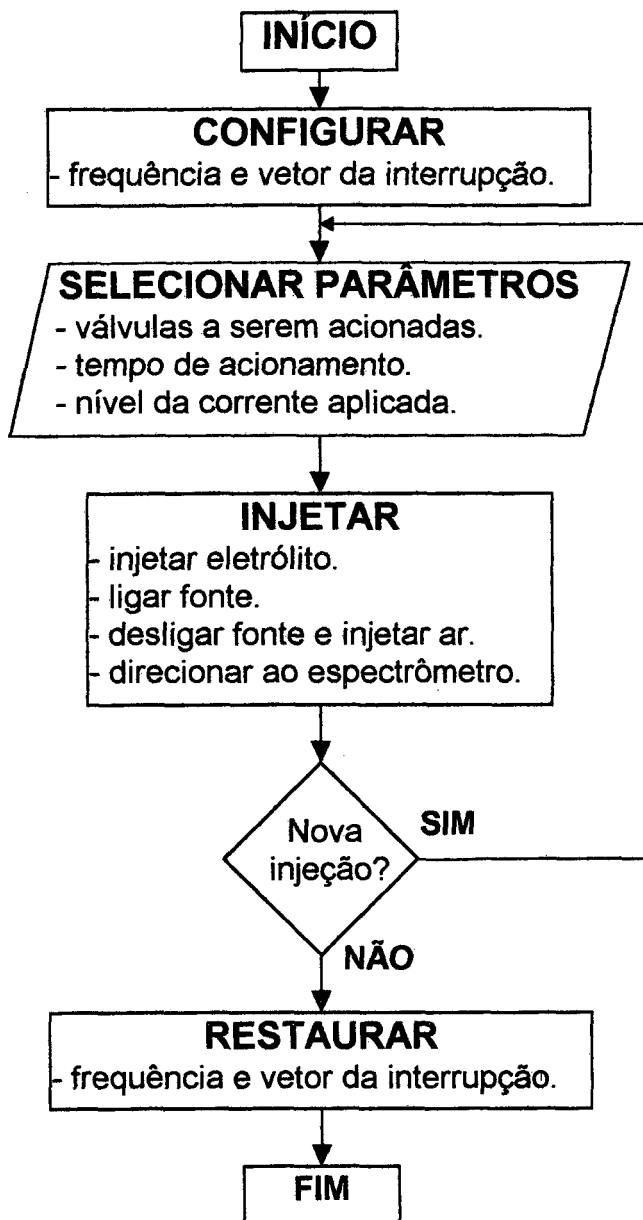 INÍCIO
CONFIGURAR
- frequência e vetor da interrupção.
SELECIONAR PARÂMETROS
- válvulas a serem acionadas.
- tempo de acionamento.
- nível da corrente aplicada.
INJETAR
- injetar eletrólito.
- ligar fonte.
- desligar fonte e injetar ar.
- direcionar ao espectrômetro.
Nova
injeção?
SIM
NÃO
RESTAURAR
- frequência e vetor da interrupção.
FIM